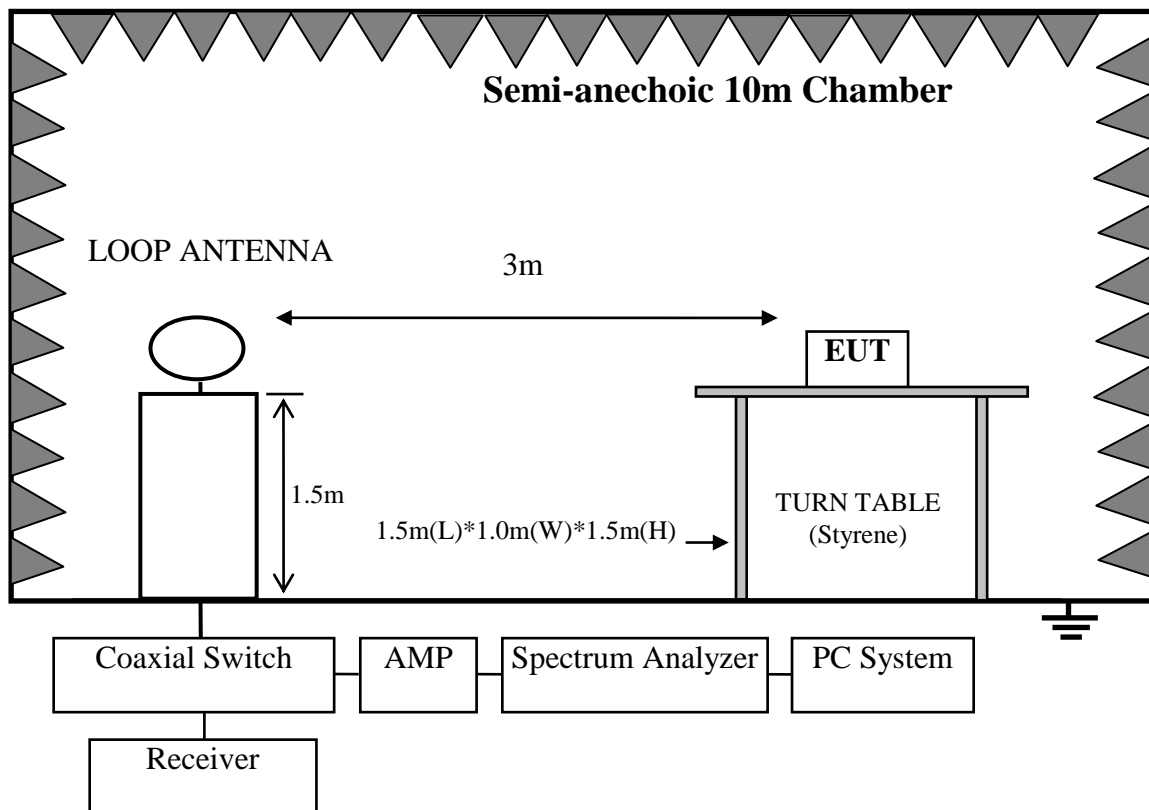 Semi-anechoic 10m Chamber
LOOP ANTENNA
3m
EUT
1.5m
1.5m(L)*1.0m(W)*1.5m(H)
TURN TABLE
(Styrene)
Coaxial Switch
AMP
Spectrum Analyzer
PC System
Receiver